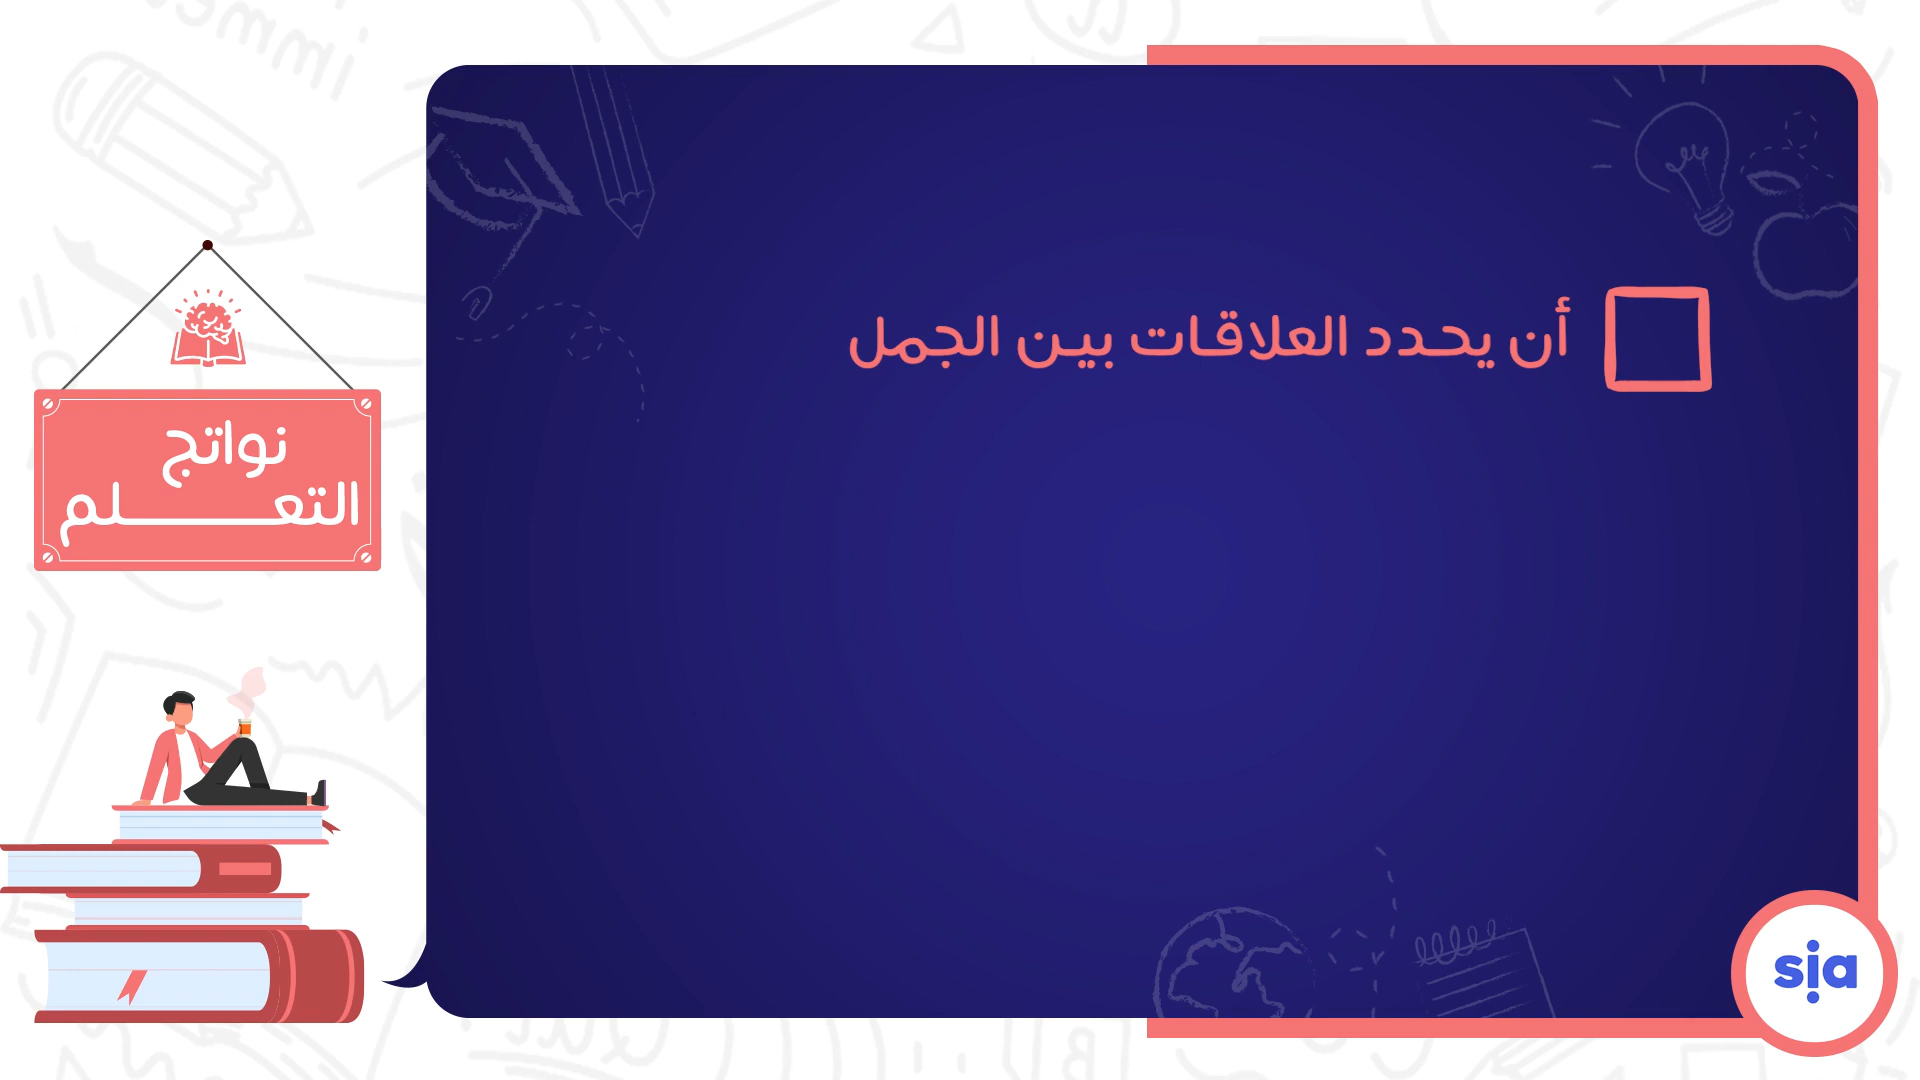 أن يحدد العلاقات بين الجمل
نواتج
التعلم
sia